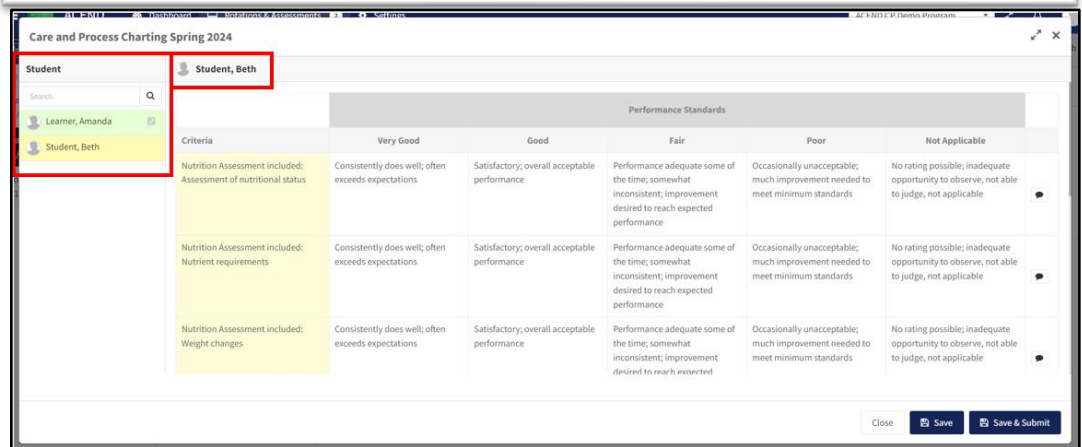 ACEND Dashboard Rotations & Assessments Settings ACEND CP Demo Program
Care and Process Charting Spring 2024
Student
Student, Beth
Search
Learner, Amanda
Student, Beth
Performance Standards
Criteria Very Good Good Fair Poor Not Applicable
Nutrition Assessment included:
Assessment of nutritional status
Consistently does well; often
exceeds expectations
Satisfactory; overall acceptable
performance
Performance adequate some of
the time; somewhat
inconsistent; improvement
desired to reach expected
performance
Occasionally unacceptable;
much improvement needed to
meet minimum standards
No rating possible; inadequate
opportunity to observe, not able
to judge, not applicable
Nutrition Assessment included:
Nutrient requirements
Consistently does well; often
exceeds expectations
Satisfactory; overall acceptable
performance
Performance adequate some of
the time; somewhat
inconsistent; improvement
desired to reach expected
performance
Occasionally unacceptable;
much improvement needed to
meet minimum standards
No rating possible; inadequate
opportunity to observe, not able
to judge, not applicable
Nutrition Assessment included:
Weight changes
Consistently does well; often
exceeds expectations
Satisfactory; overall acceptable
performance
Performance adequate some of
the time; somewhat
inconsistent; improvement
desired to reach expected
Occasionally unacceptable;
much improvement needed to
meet minimum standards
No rating possible; inadequate
opportunity to observe, not able
to judge, not applicable
Close Save Save & Submit